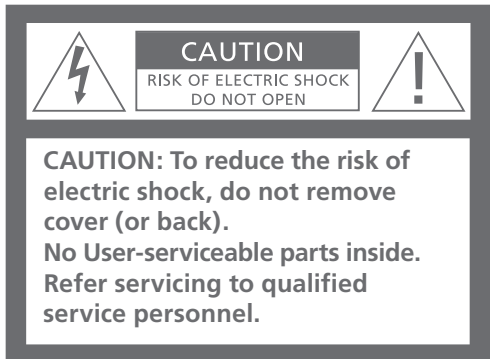 CAUTION
RISK OF ELECTRIC SHOCK
DO NOT OPEN
CAUTION: To reduce the risk of
electric shock, do not remove
cover (or back).
No User-serviceable parts inside.
Refer servicing to qualified
service personnel.